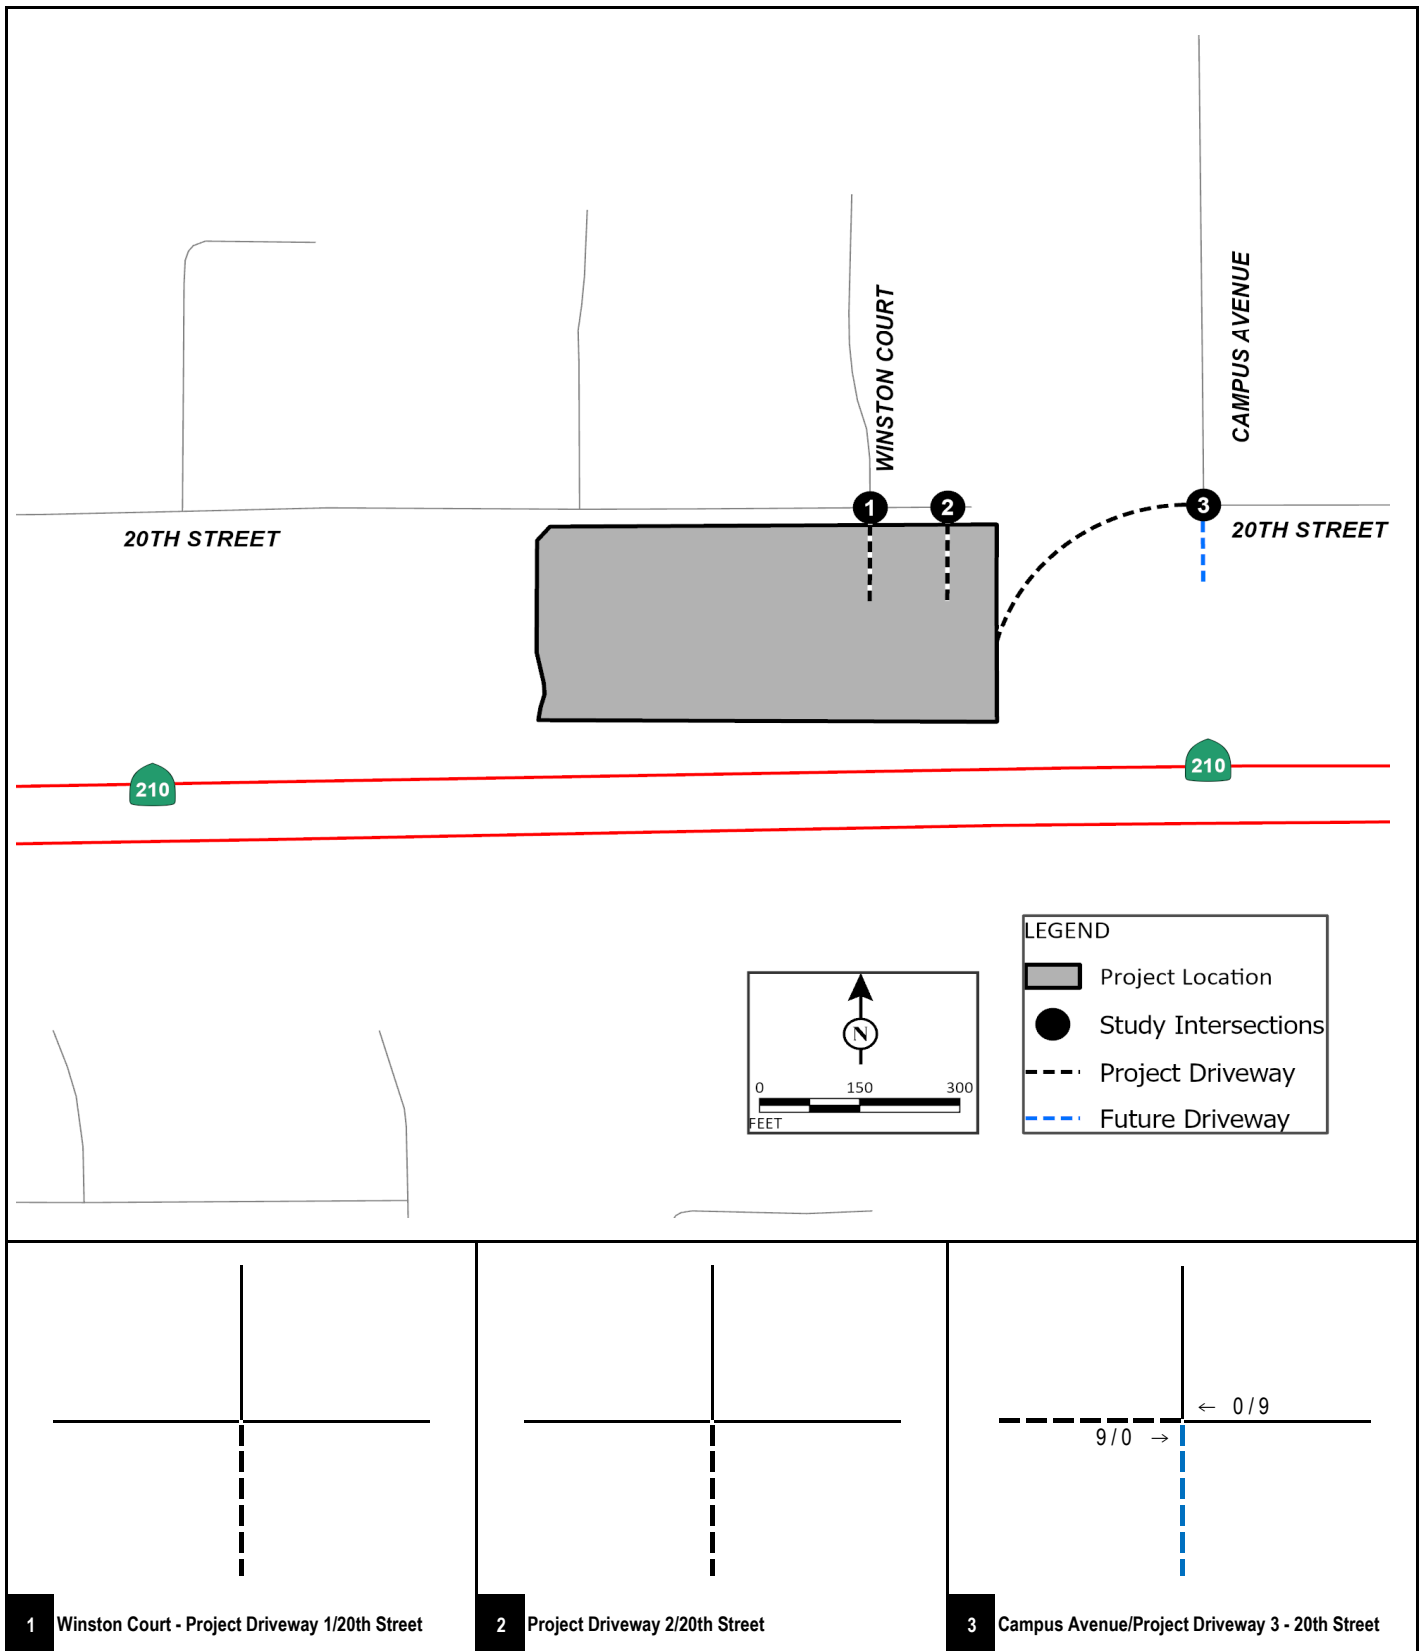 WINSTON COURT
CAMPUS AVENUE
1
2
3
20TH STREET
20TH STREET
210
210
LEGEND
Project Location
Study Intersections
Project Driveway
Future Driveway
N
0 150 300
FEET
← 0 / 9
9 / 0 →
1 Winston Court - Project Driveway 1/20th Street
2 Project Driveway 2/20th Street
3 Campus Avenue/Project Driveway 3 - 20th Street